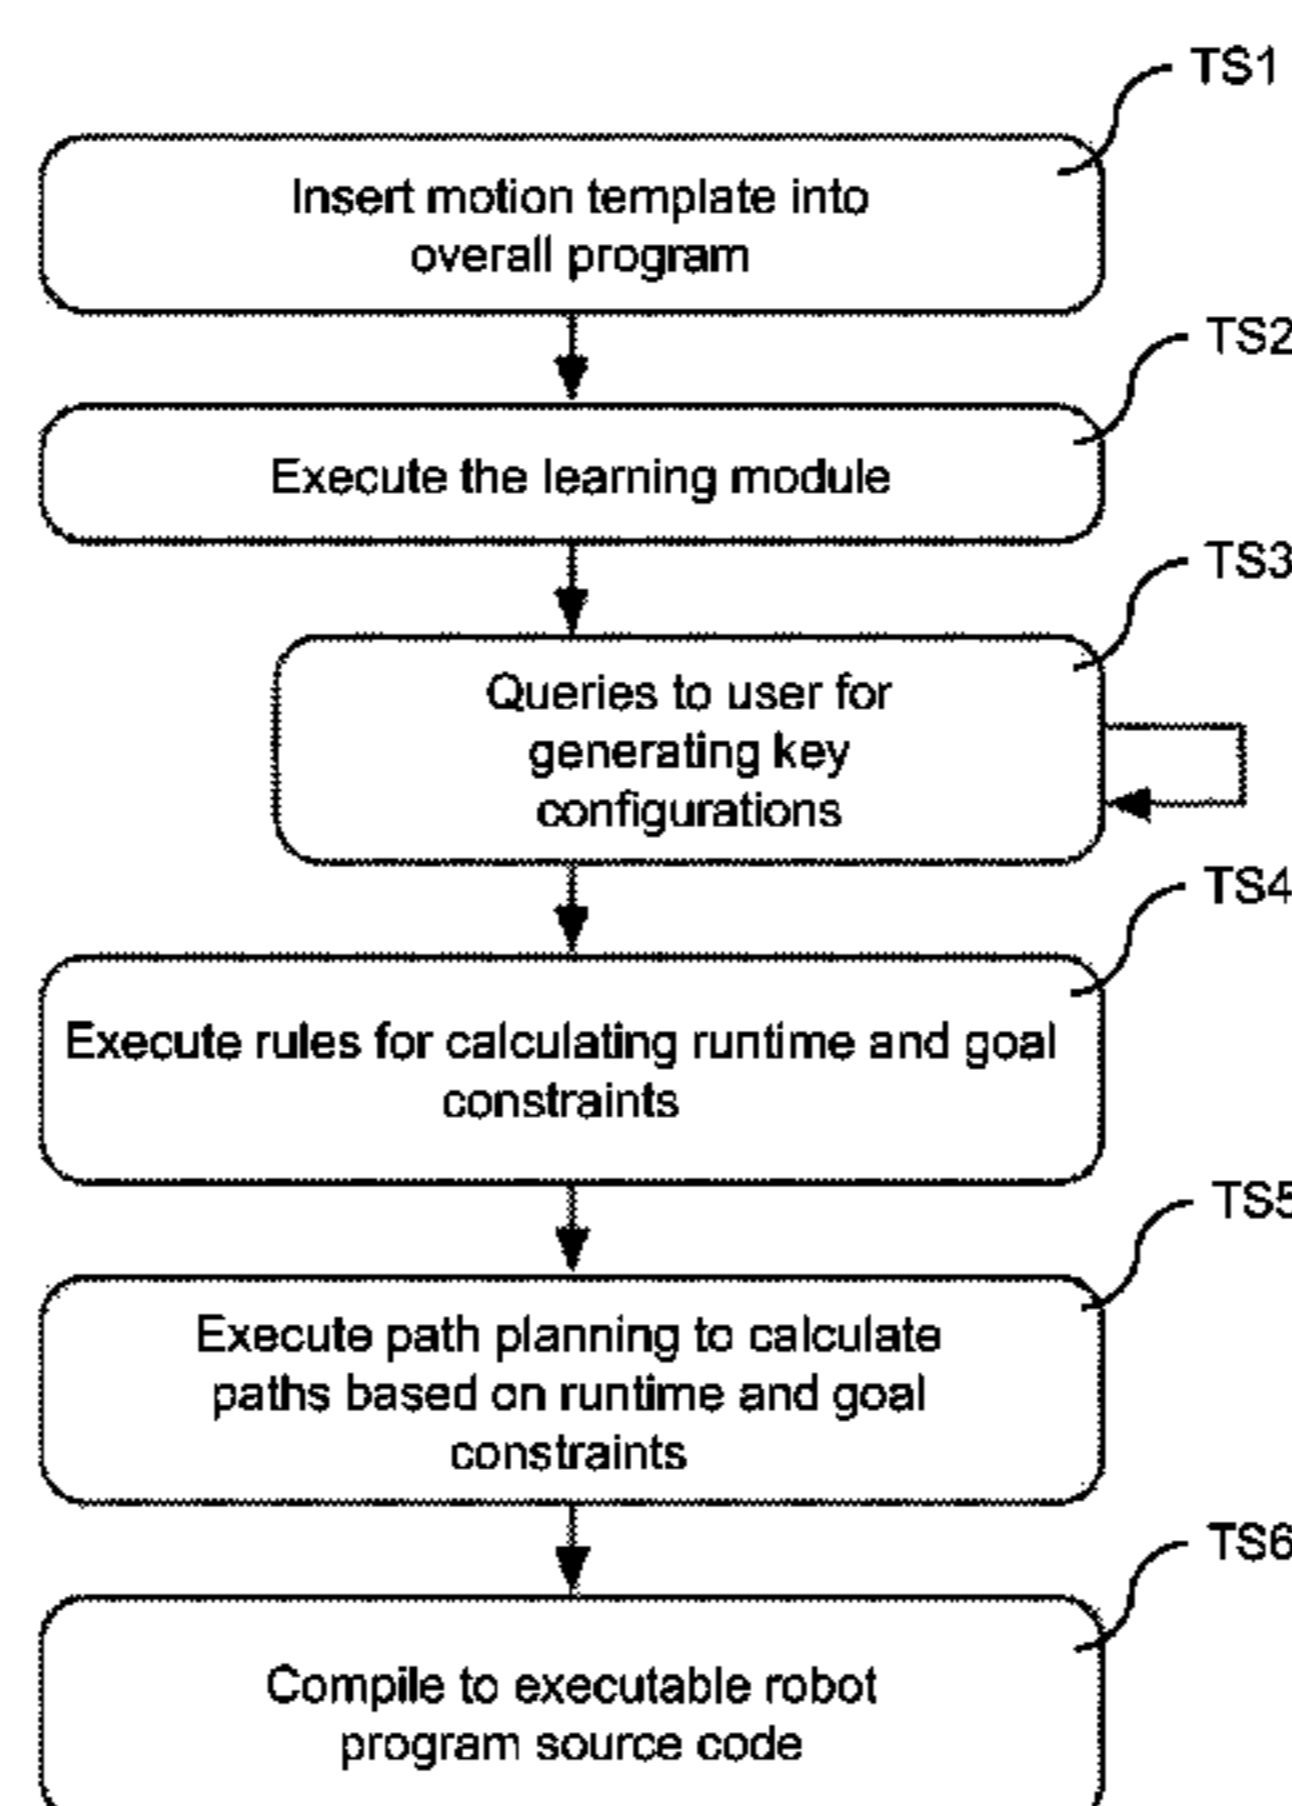 TS1
Insert motion template into
overall program
TS2
Execute the learning module
TS3
Queries to user for
generating key
configurations
TS4
Execute rules for calculating runtime and goal
constraints
TS5
Execute path planning to calculate
paths based on runtime and goal
constraints
TS6
Compile to executable robot
program source code